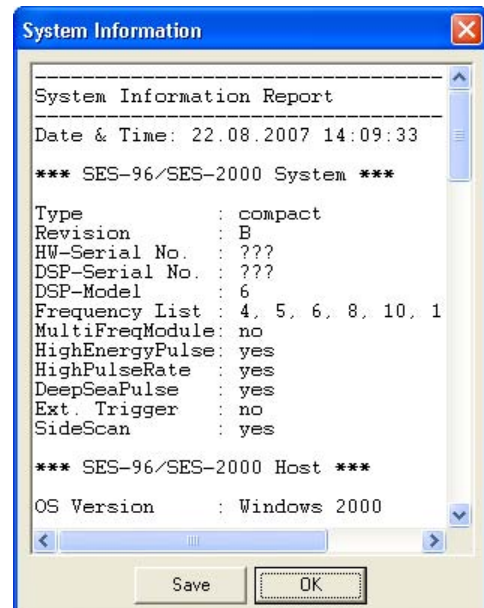 System Information
-------------------------------------
System Information Report
-------------------------------------
Date & Time: 22.08.2007 14:09:33
*** SES-96/SES-2000 System ***
Type : compact
Revision : B
HW-Serial No. : ???
DSP-Serial No. : ???
DSP-Model : 6
Frequency List : 4, 5, 6, 8, 10, 1
MultiFreqModule: no
HighEnergyPulse: yes
HighPulseRate : yes
DeepSeaPulse : yes
Ext. Trigger : no
SideScan : yes
*** SES-96/SES-2000 Host ***
OS Version : Windows 2000
Save OK